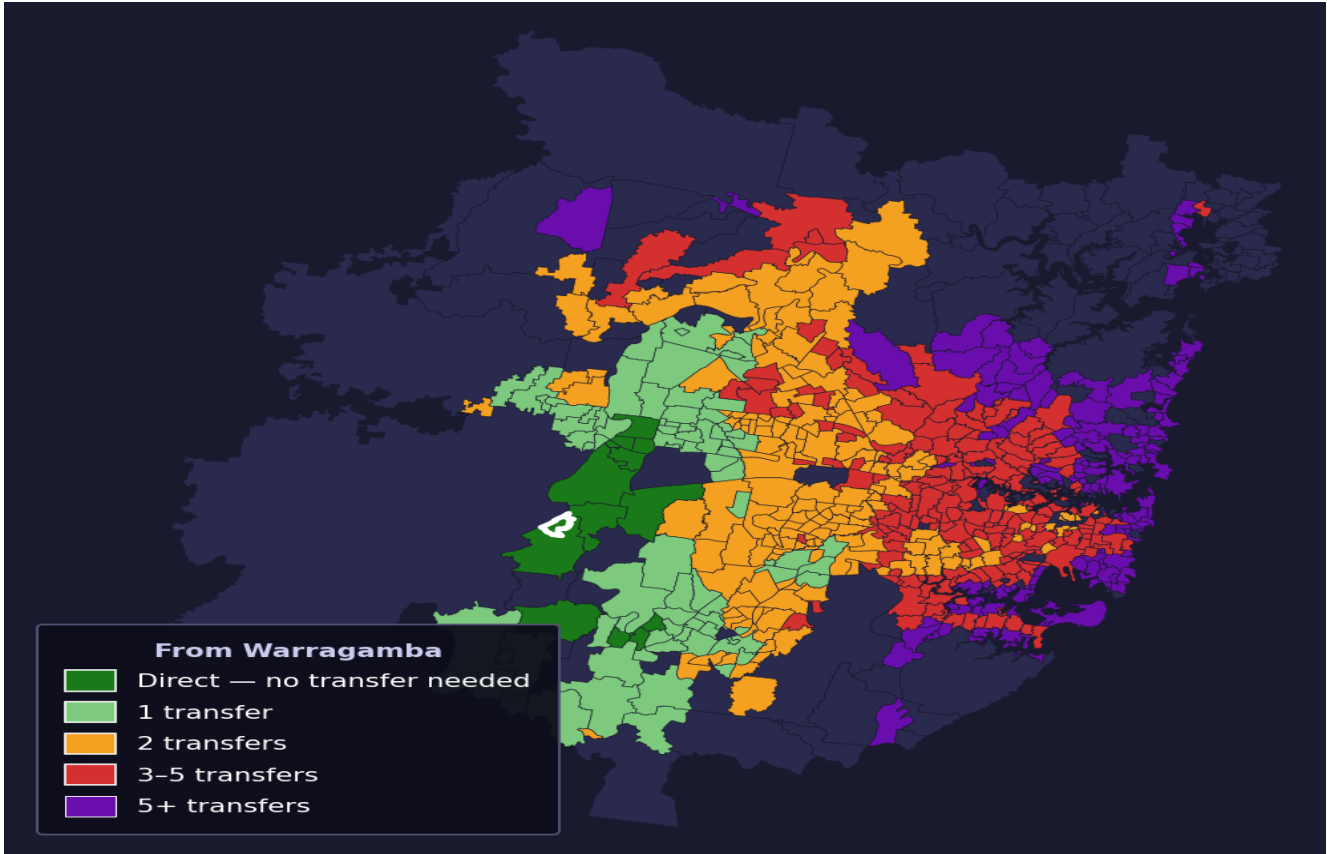 From Warragamba
Direct — no transfer needed
1 transfer
2 transfers
3–5 transfers
5+ transfers